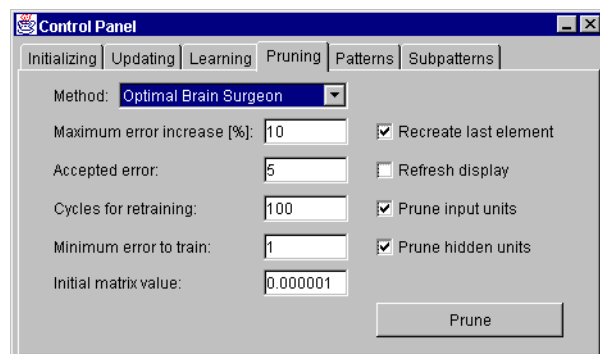 Control Panel
Initializing Updating Learning Pruning Patterns Subpatterns
Method: Optimal Brain Surgeon
Maximum error increase [%]: 10 Recreate last element
Accepted error: 5 Refresh display
Cycles for retraining: 100 Prune input units
Minimum error to train: 1 Prune hidden units
Initial matrix value: 0.000001
Prune